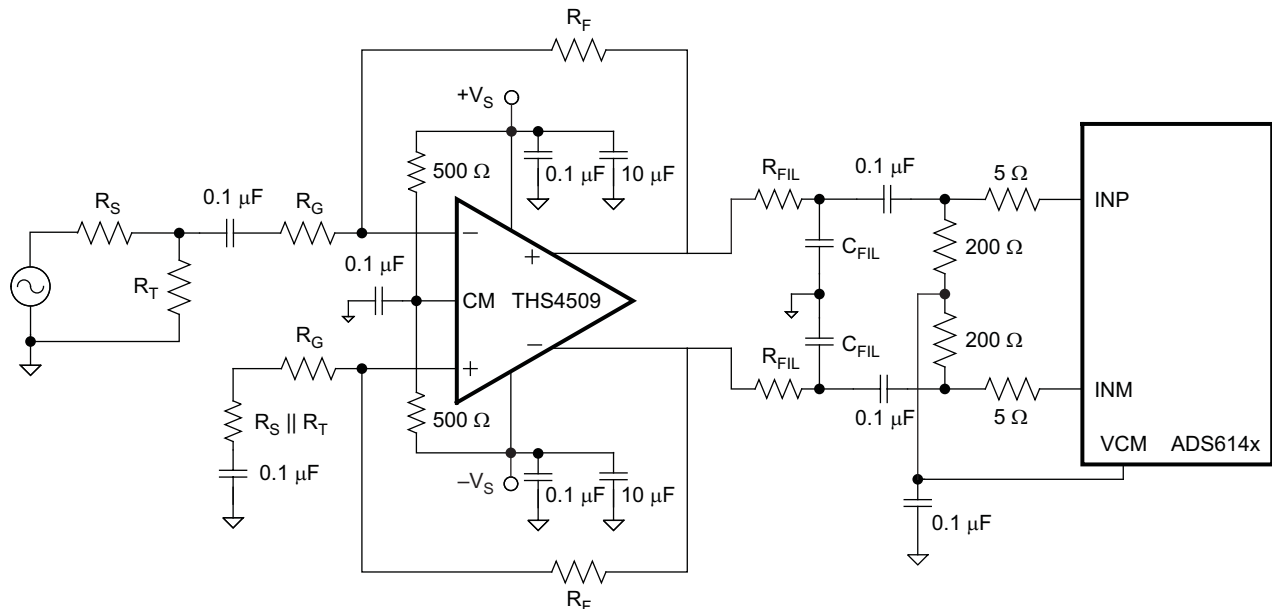 R_F
+V_S
500 Ω
0.1 μF
10 μF
R_S
0.1 μF
R_G
R_T
0.1 μF
−
+
CM
THS4509
−
+
R_G
R_S || R_T
0.1 μF
500 Ω
−V_S
0.1 μF
10 μF
R_F
R_FIL
0.1 μF
5 Ω
INP
C_FIL
200 Ω
C_FIL
200 Ω
R_FIL
0.1 μF
5 Ω
INM
VCM
ADS614x
0.1 μF